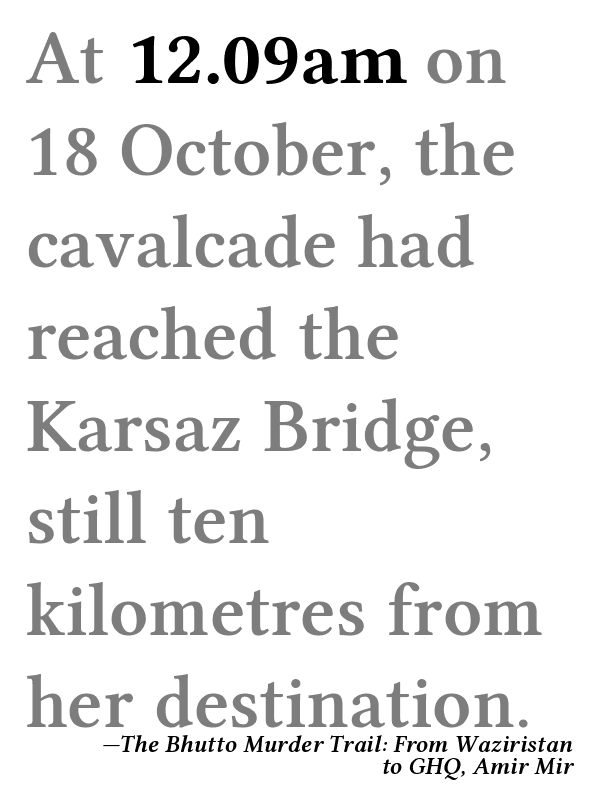 At 12.09am on
18 October, the
cavalcade had
reached the
Karsaz Bridge,
still ten
kilometres from
her destination.
—The Bhutto Murder Trail: From Waziristan
to GHQ, Amir Mir